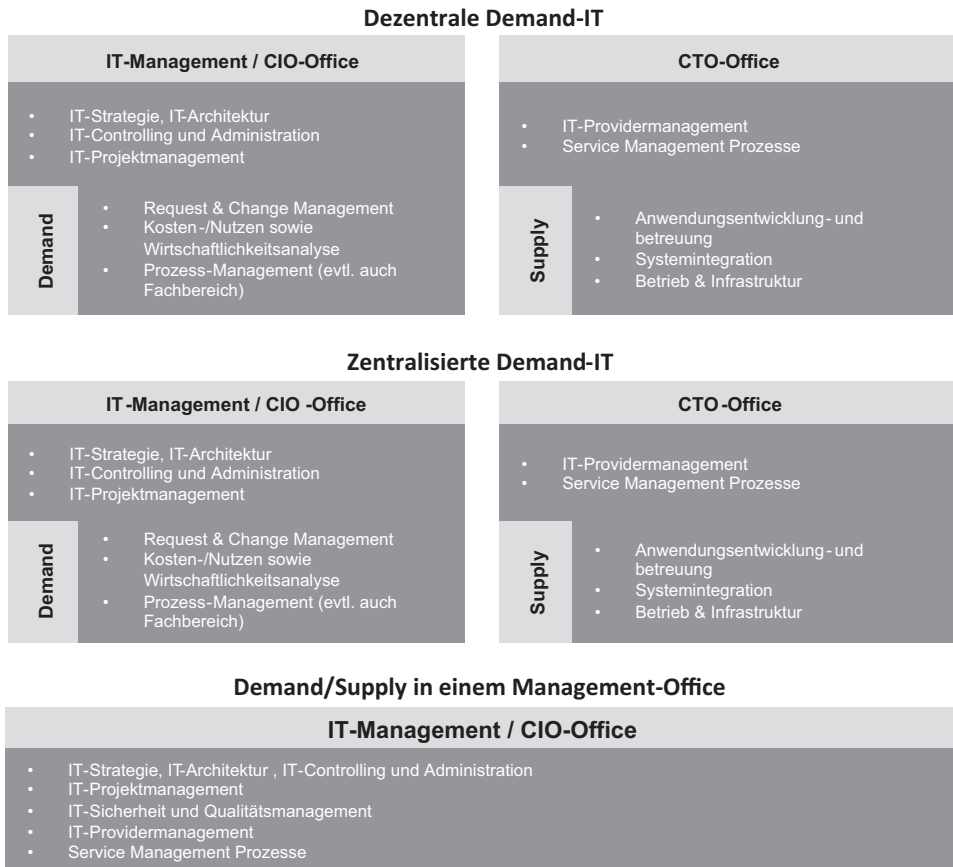 Dezentrale Demand-IT
IT-Management / CIO-Office
• IT-Strategie, IT-Architektur
• IT-Controlling und Administration
• IT-Projektmanagement
Demand
• Request & Change Management
• Kosten-/Nutzen sowie
Wirtschaftlichkeitsanalyse
• Prozess-Management (evtl. auch
Fachbereich)
CTO-Office
• IT-Providermanagement
• Service Management Prozesse
Supply
• Anwendungsentwicklung- und
betreuung
• Systemintegration
• Betrieb & Infrastruktur
Zentralisierte Demand-IT
IT-Management / CIO -Office
• IT-Strategie, IT-Architektur
• IT-Controlling und Administration
• IT-Projektmanagement
Demand
• Request & Change Management
• Kosten-/Nutzen sowie
Wirtschaftlichkeitsanalyse
• Prozess-Management (evtl. auch
Fachbereich)
CTO-Office
• IT-Providermanagement
• Service Management Prozesse
Supply
• Anwendungsentwicklung- und
betreuung
• Systemintegration
• Betrieb & Infrastruktur
Demand/Supply in einem Management-Office
IT-Management / CIO-Office
• IT-Strategie, IT-Architektur , IT-Controlling und Administration
• IT-Projektmanagement
• IT-Sicherheit und Qualitätsmanagement
• IT-Providermanagement
• Service Management Prozesse